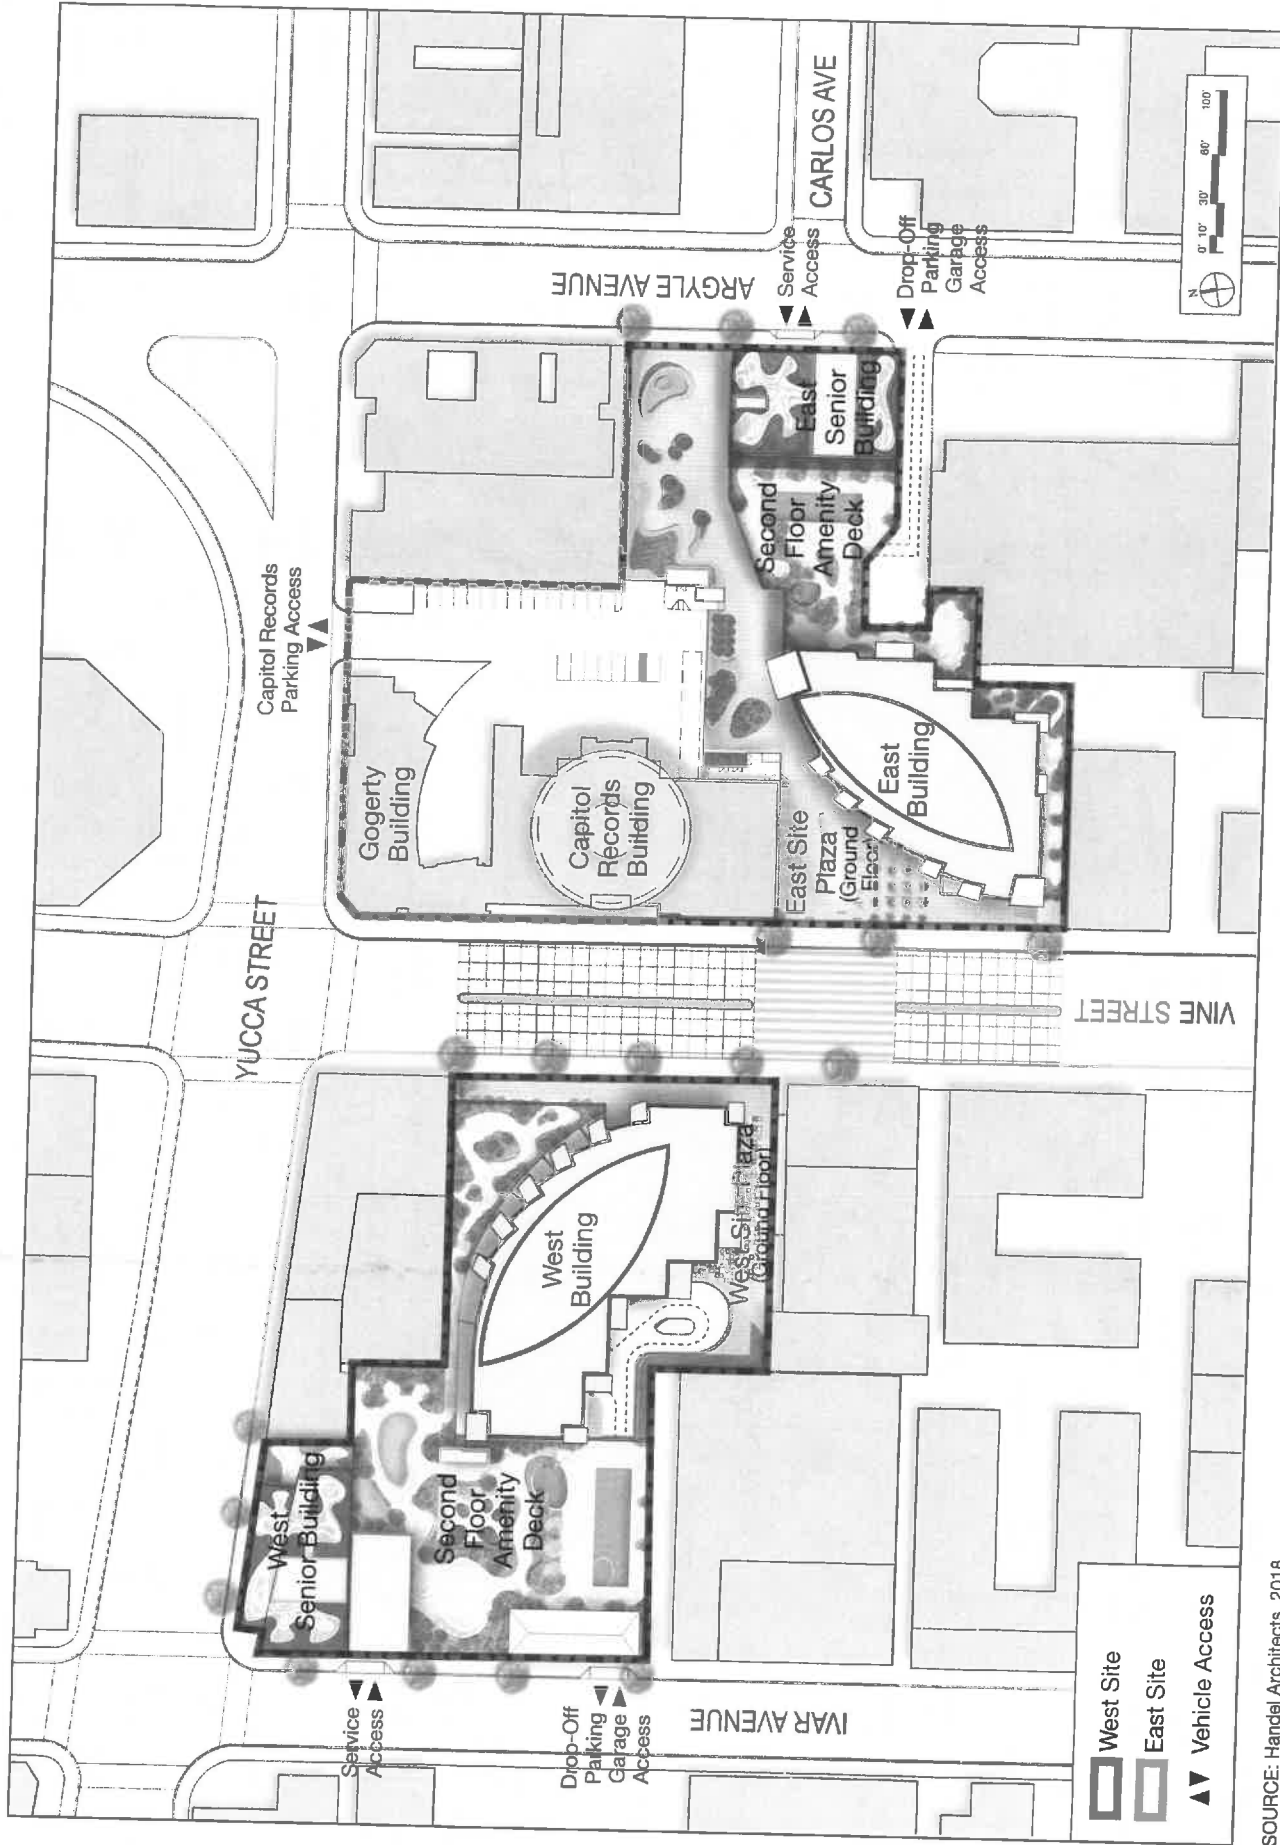 YUCCA STREET
Capitol Records
Parking Access
Service
Access
West
Senior Building
Second
Floor
Amenity
Deck
Drop-Off
Parking
Garage
Access
IVAR AVENUE
West
Building
West Site Plaza
(Ground Floor)
VINE STREET
Gogerty
Building
Capitol
Records
Building
East Site
Plaza
(Ground
Floor)
East
Building
Second
Floor
Amenity
Deck
East
Senior
Building
ARGYLE AVENUE
Service
Access
CARLOS AVE
Drop-Off
Parking
Garage
Access
West Site
East Site
Vehicle Access
N
0' 10' 30' 60' 100'
SOURCE: Handel Architects, 2018